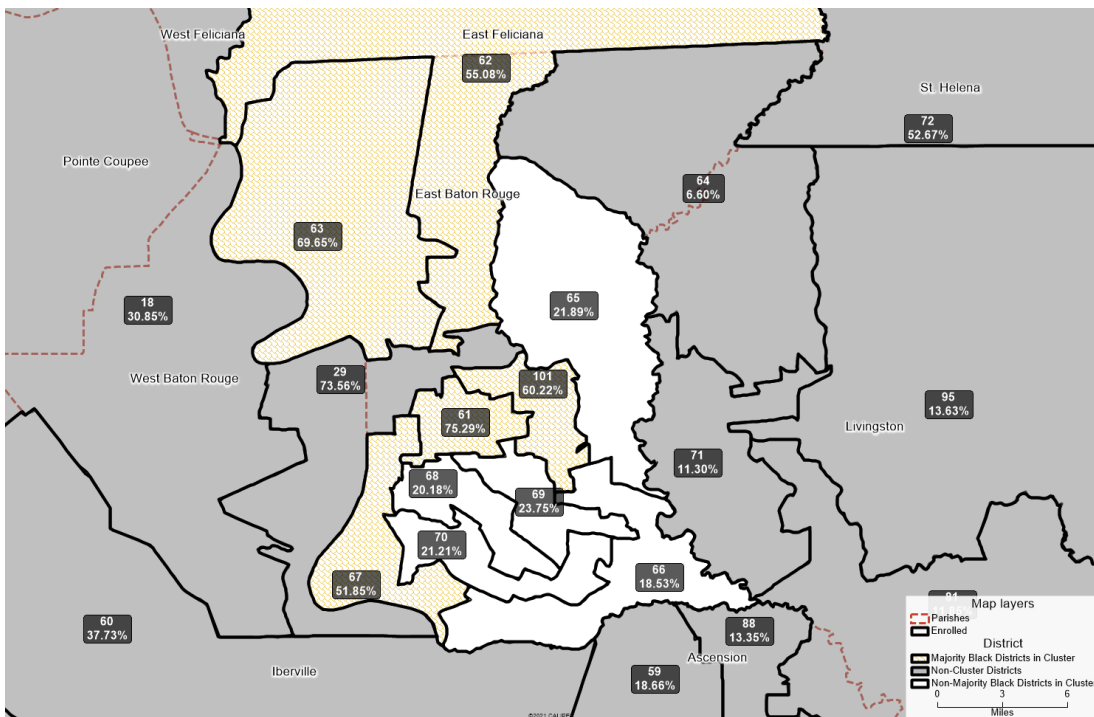 West Feliciana
East Feliciana
62
55.08%
St. Helena
72
52.67%
Pointe Coupee
64
6.60%
East Baton Rouge
63
69.65%
18
30.85%
65
21.89%
West Baton Rouge
29
73.56%
101
60.22%
95
13.63%
61
75.29%
Livingston
71
11.30%
68
20.18%
69
23.75%
70
21.21%
66
18.53%
67
51.85%
60
37.73%
88
13.35%
Iberville
Ascension
59
18.66%
81
Map layers
Parishes
Enrolled
District
Majority Black Districts in Cluster
Non-Cluster Districts
Non-Majority Black Districts in Cluster
0 3 6
Miles